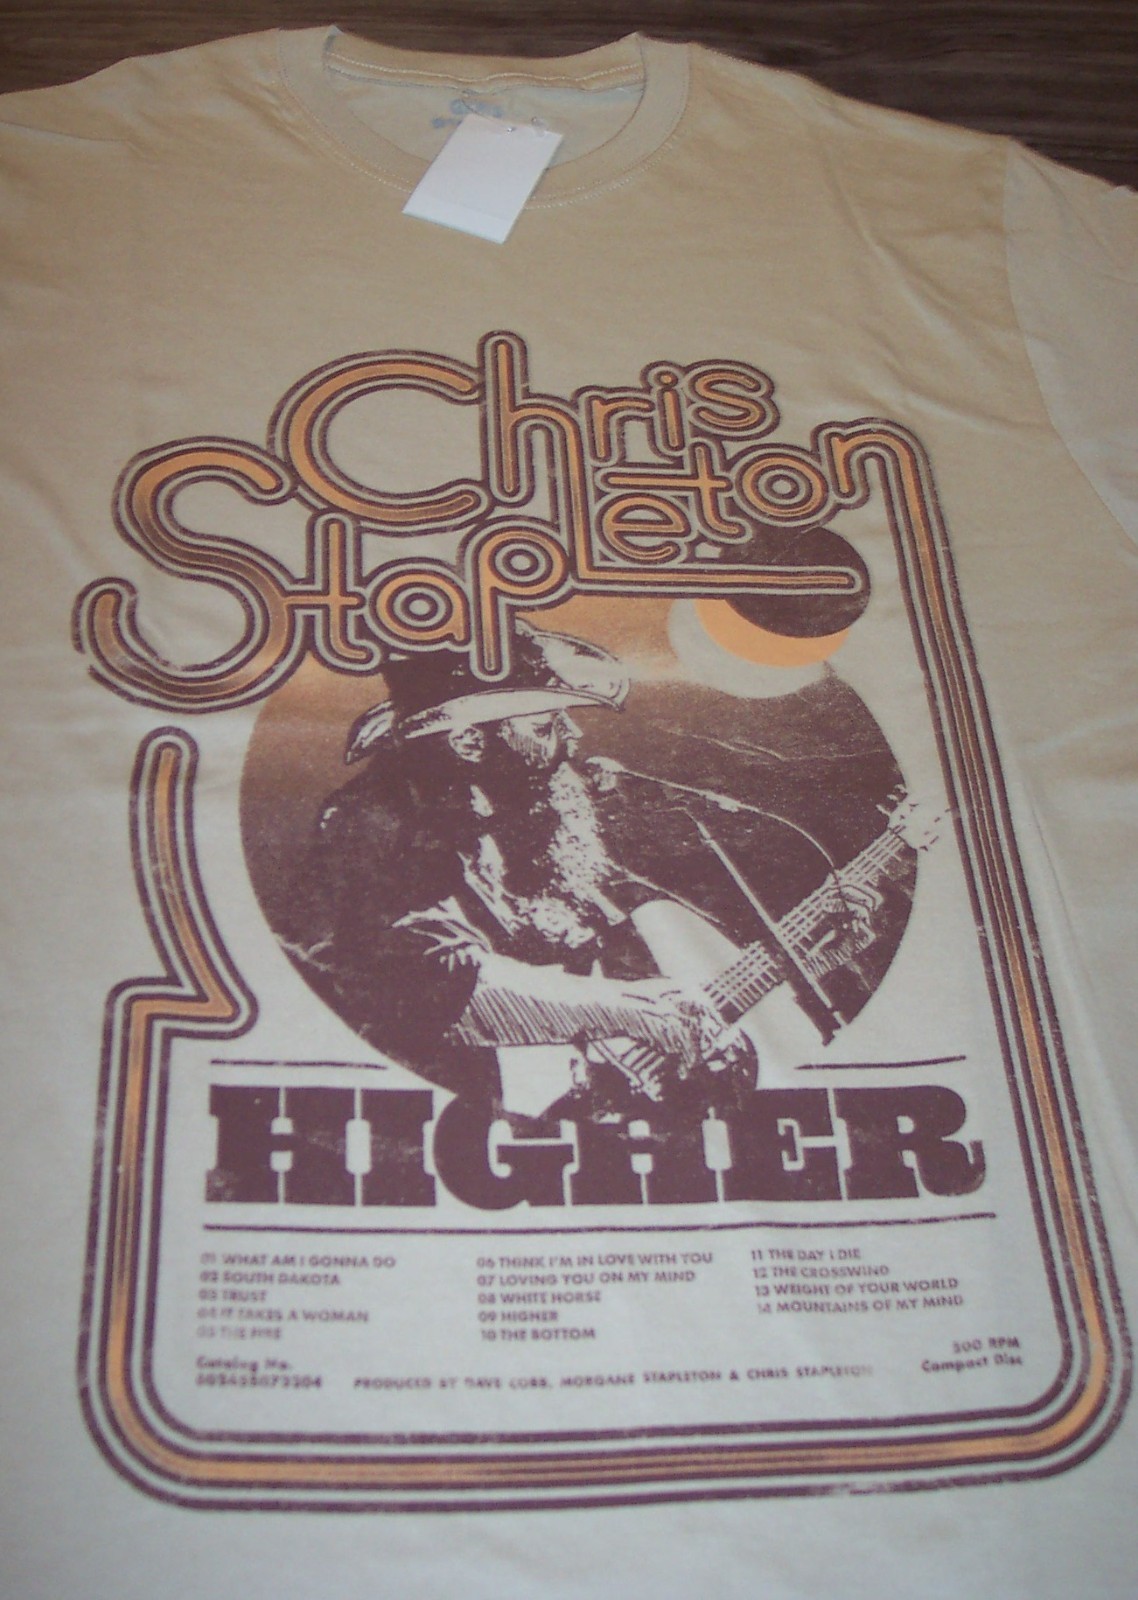 Chris
Stapleton
HIGHER
01 WHAT AM I GONNA DO
02 SOUTH DAKOTA
03 TRUST
04 IT TAKES A WOMAN
05 THE FIRE
06 THINK I'M IN LOVE WITH YOU
07 LOVING YOU ON MY MIND
08 WHITE HORSE
09 HIGHER
10 THE BOTTOM
11 THE DAY I DIE
12 THE CROSSWIND
13 WEIGHT OF YOUR WORLD
14 MOUNTAINS OF MY MIND
Catalog No.
PRODUCED BY DAVE COBB, MORGANE STAPLETON & CHRIS STAPLETON
500 RPM
Compact Disc